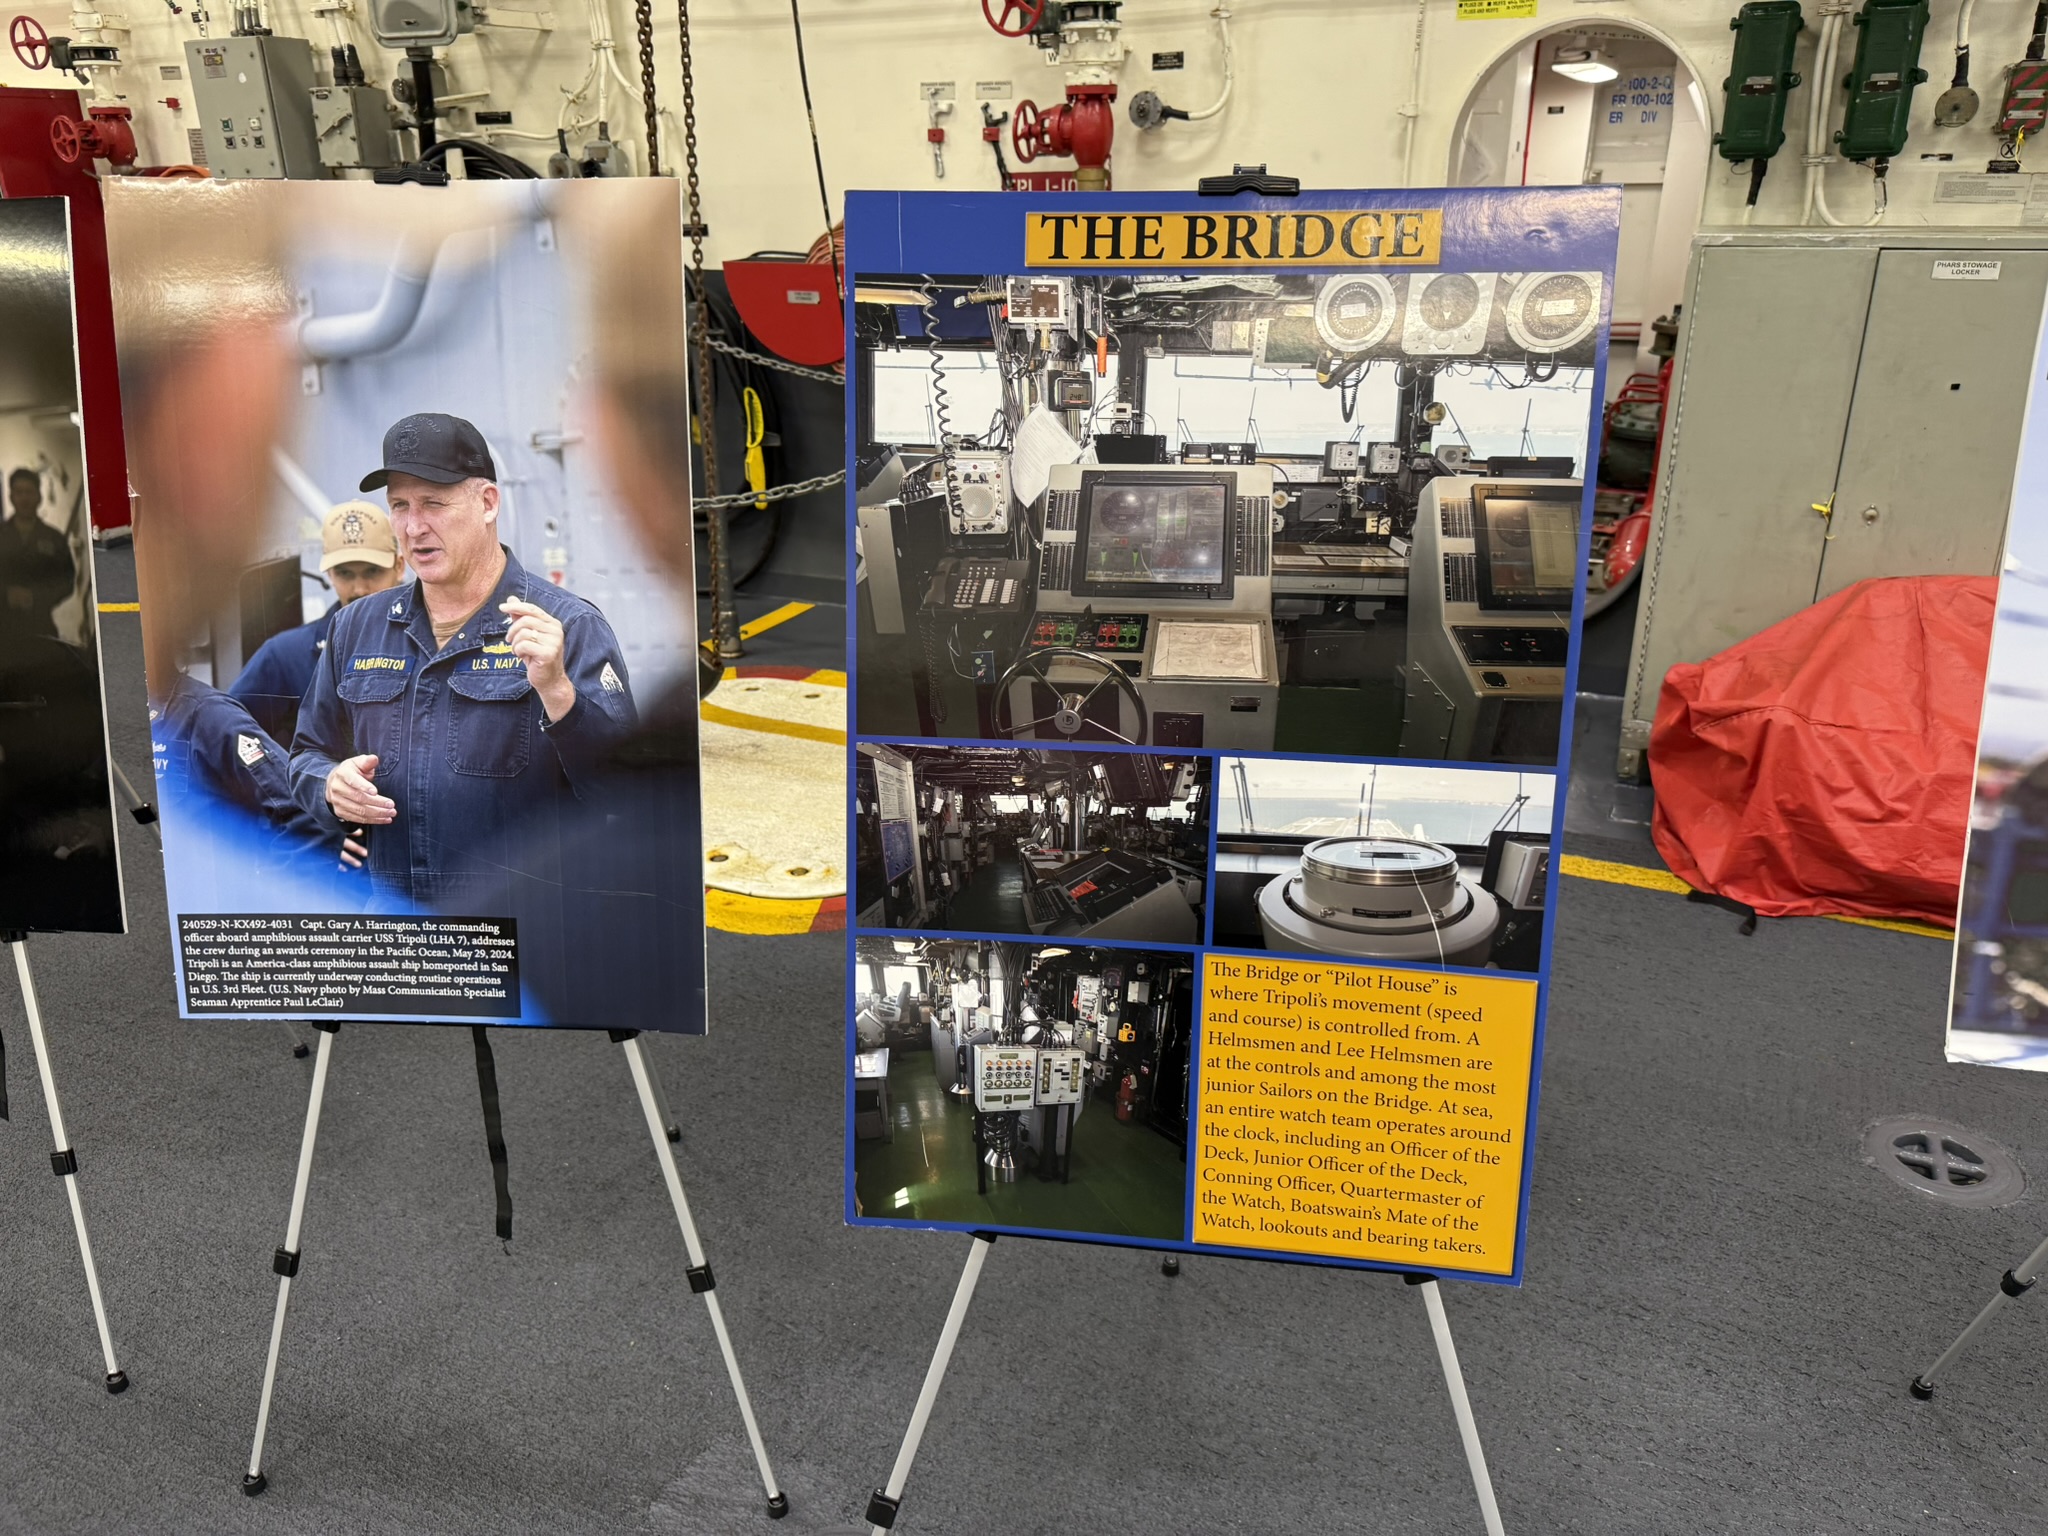 100-2-Q
FR 100-102
ER DIV
PHARS STOWAGE
LOCKER
USS TRIPOLI
LHA 7
HARRINGTON
U.S. NAVY
240529-N-KX492-4031 Capt. Gary A. Harrington, the commanding
officer aboard amphibious assault carrier USS Tripoli (LHA 7), addresses
the crew during an awards ceremony in the Pacific Ocean, May 29, 2024.
Tripoli is an America-class amphibious assault ship homeported in San
Diego. The ship is currently underway conducting routine operations
in U.S. 3rd Fleet. (U.S. Navy photo by Mass Communication Specialist
Seaman Apprentice Paul LeClair)
THE BRIDGE
The Bridge or “Pilot House” is
where Tripoli’s movement (speed
and course) is controlled from. A
Helmsmen and Lee Helmsmen are
at the controls and among the most
junior Sailors on the Bridge. At sea,
an entire watch team operates around
the clock, including an Officer of the
Deck, Junior Officer of the Deck,
Conning Officer, Quartermaster of
the Watch, Boatswain’s Mate of the
Watch, lookouts and bearing takers.